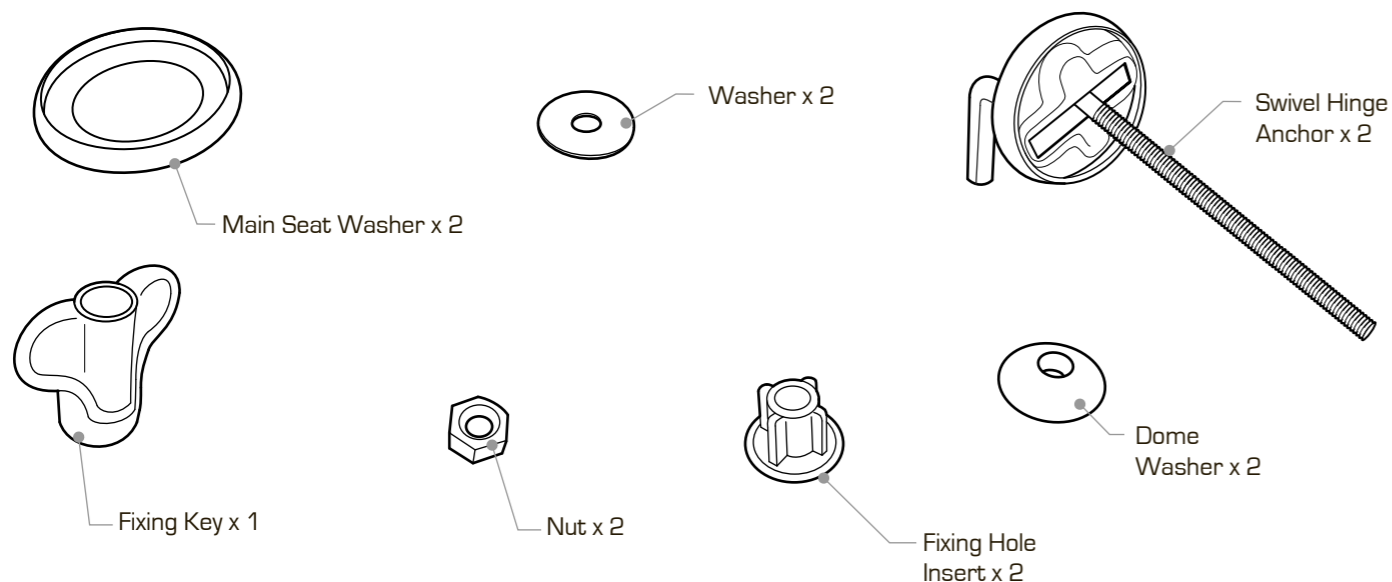 Washer x 2
Swivel Hinge
Anchor x 2
Main Seat Washer x 2
Dome
Washer x 2
Fixing Key x 1
Nut x 2
Fixing Hole
Insert x 2